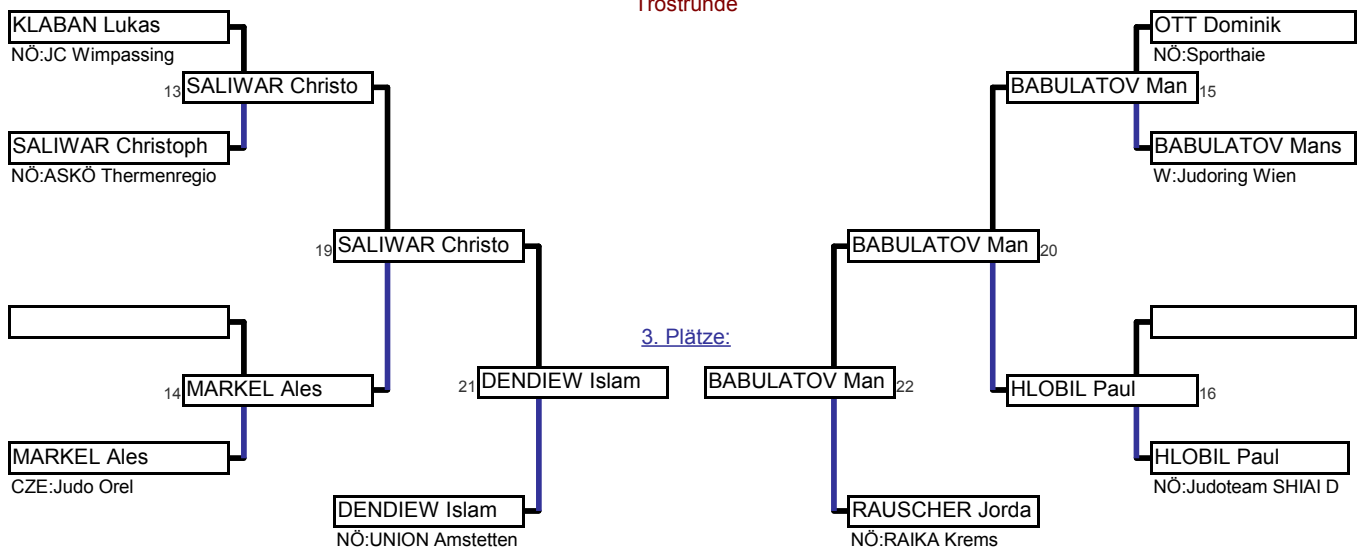 Trostrunde
KLABAN Lukas
OTT Dominik
NÖ:JC Wimpassing
NÖ:Sporthaie
13 SALIWAR Christo
BABULATOV Man 15
SALIWAR Christoph
BABULATOV Mans
NÖ:ASKÖ Thermenregio
W:Judoring Wien
19 SALIWAR Christo
BABULATOV Man 20
3. Plätze:
21 DENDIEW Islam
BABULATOV Man 22
14 MARKEL Ales
HLOBIL Paul 16
MARKEL Ales
HLOBIL Paul
CZE:Judo Orel
NÖ:Judoteam SHIAI D
DENDIEW Islam
RAUSCHER Jorda
NÖ:UNION Amstetten
NÖ:RAIKA Krems